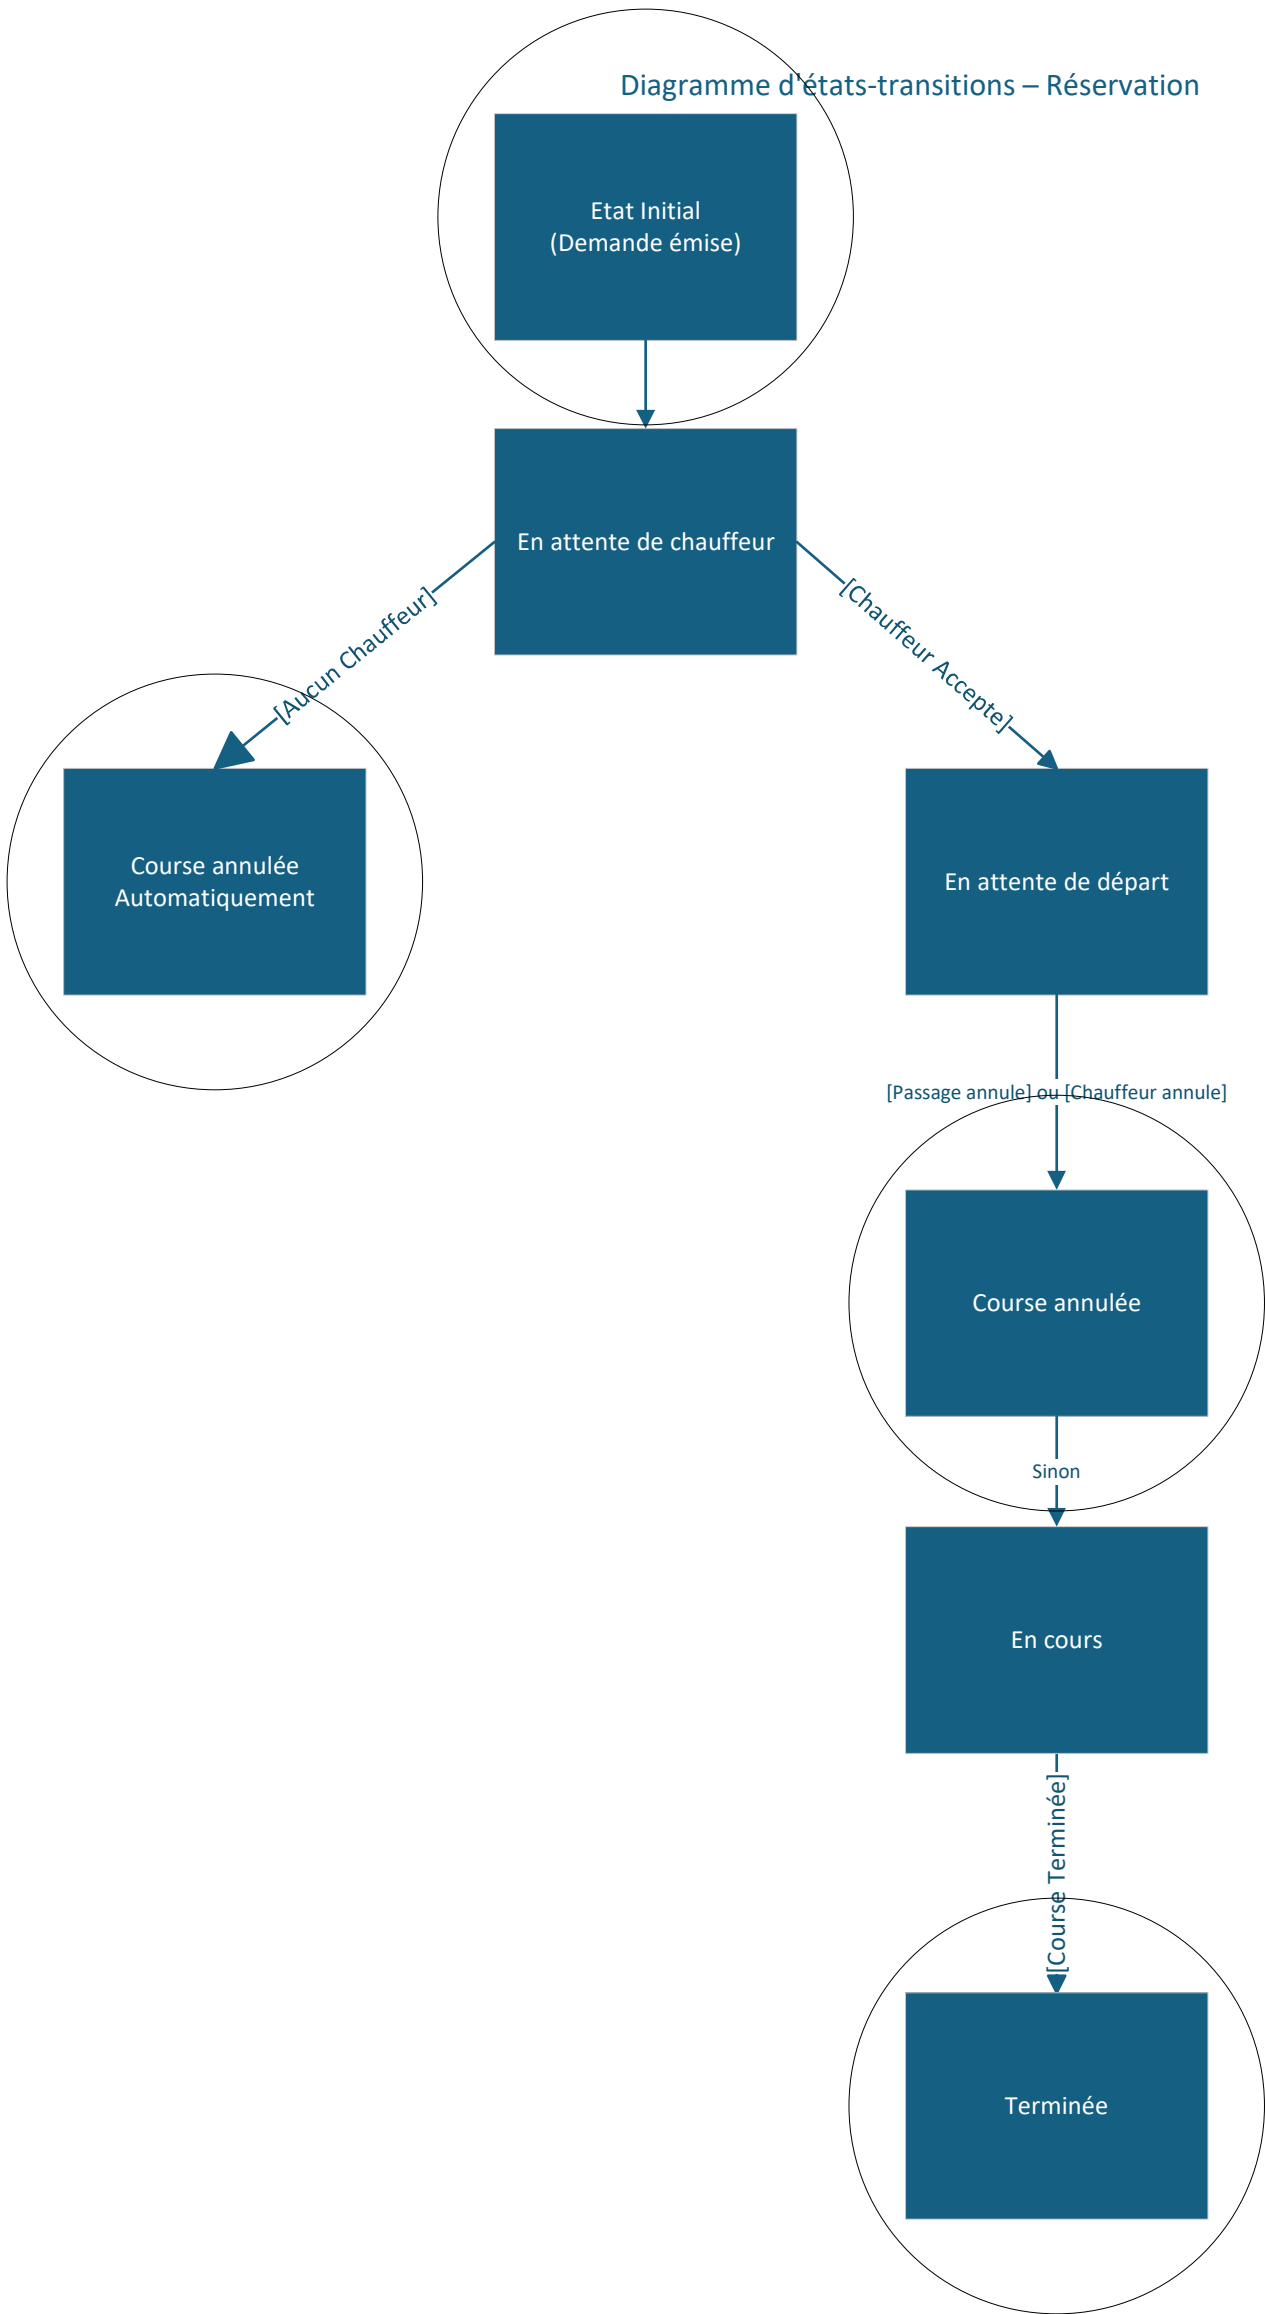 Diagramme d'états-transitions – Réservation
Etat Initial
(Demande émise)
En attente de chauffeur
[Aucun Chauffeur]
[Chauffeur Accepte]
Course annulée
Automatiquement
En attente de départ
[Passage annule] ou [Chauffeur annule]
Course annulée
Sinon
En cours
[Course Terminée]
Terminée